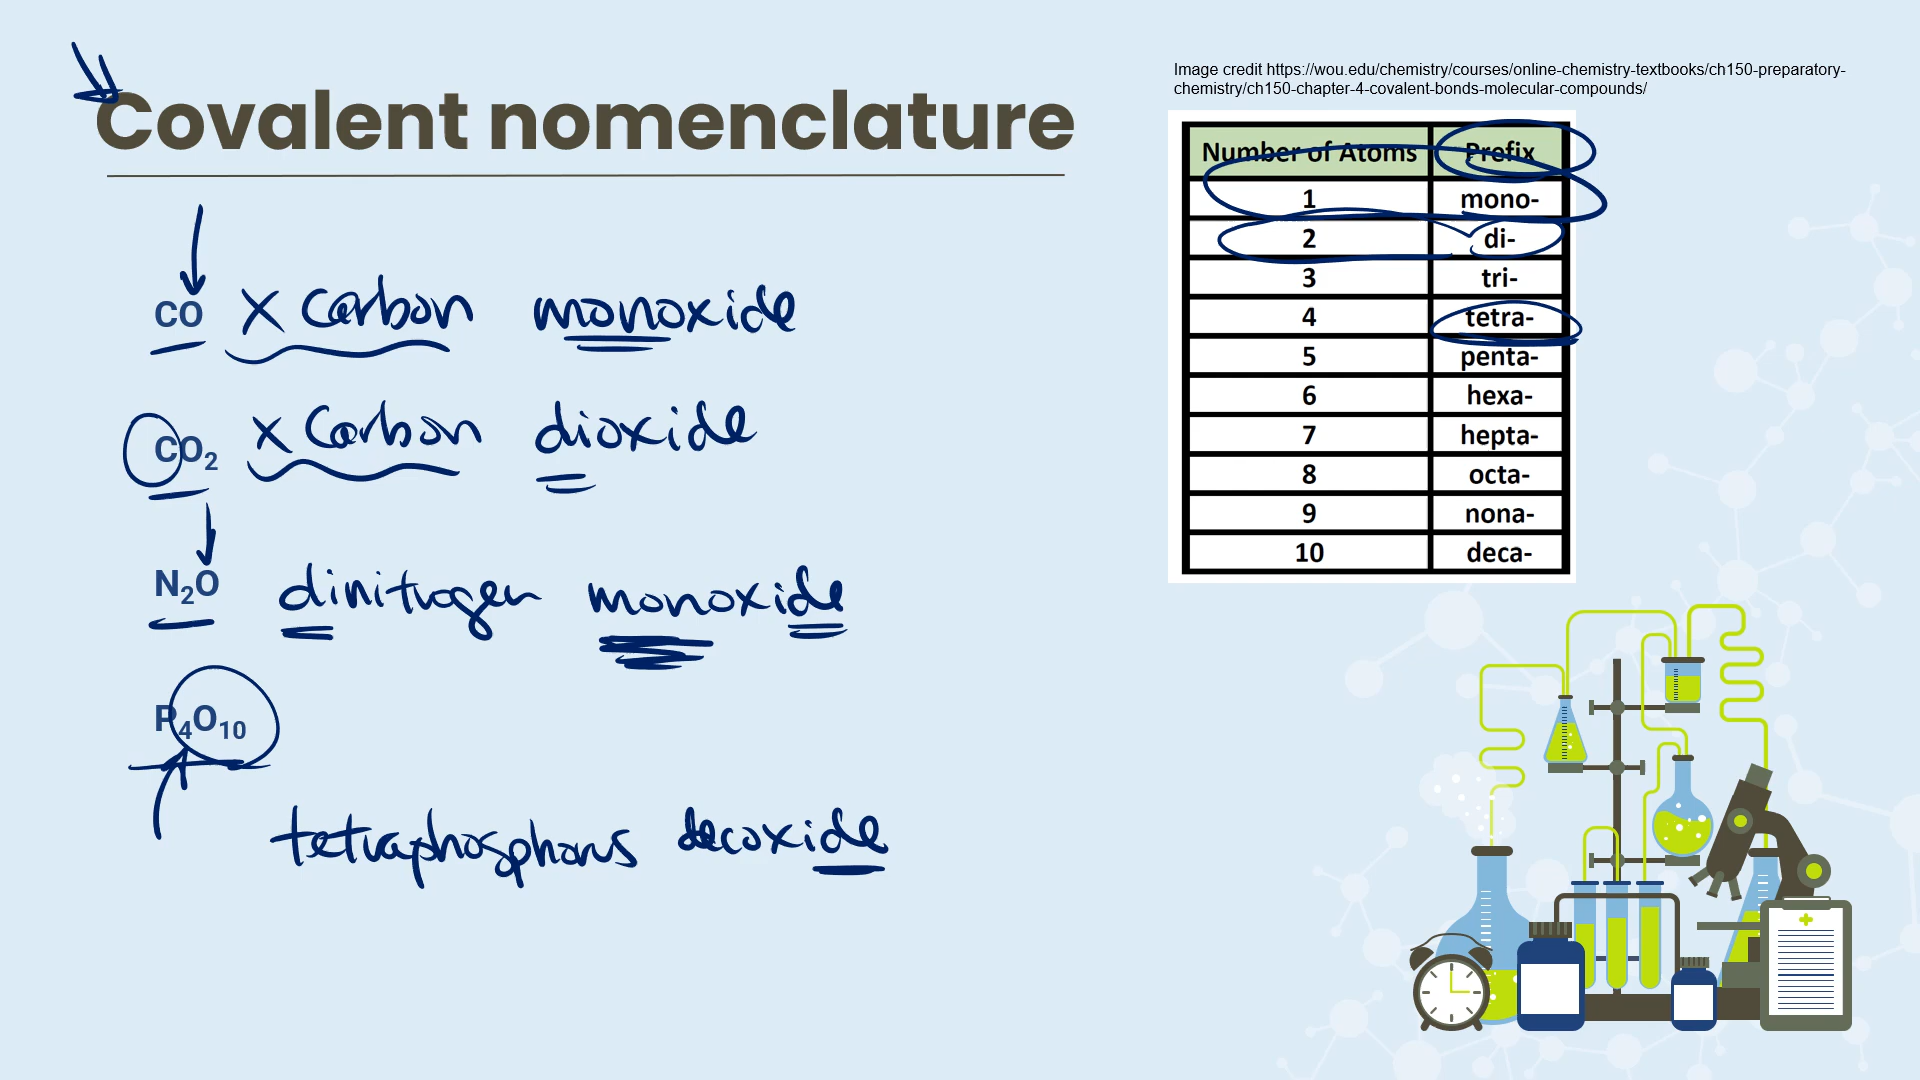 Covalent nomenclature
Image credit https://wou.edu/chemistry/courses/online-chemistry-textbooks/ch150-preparatory-
chemistry/ch150-chapter-4-covalent-bonds-molecular-compounds/
CO x Carbon monoxide
CO₂ x Carbon dioxide
N₂O dinitrogen monoxide
P₄O₁₀
tetraphosphorus decoxide
Number of Atoms Prefix
1 mono-
2 di-
3 tri-
4 tetra-
5 penta-
6 hexa-
7 hepta-
8 octa-
9 nona-
10 deca-